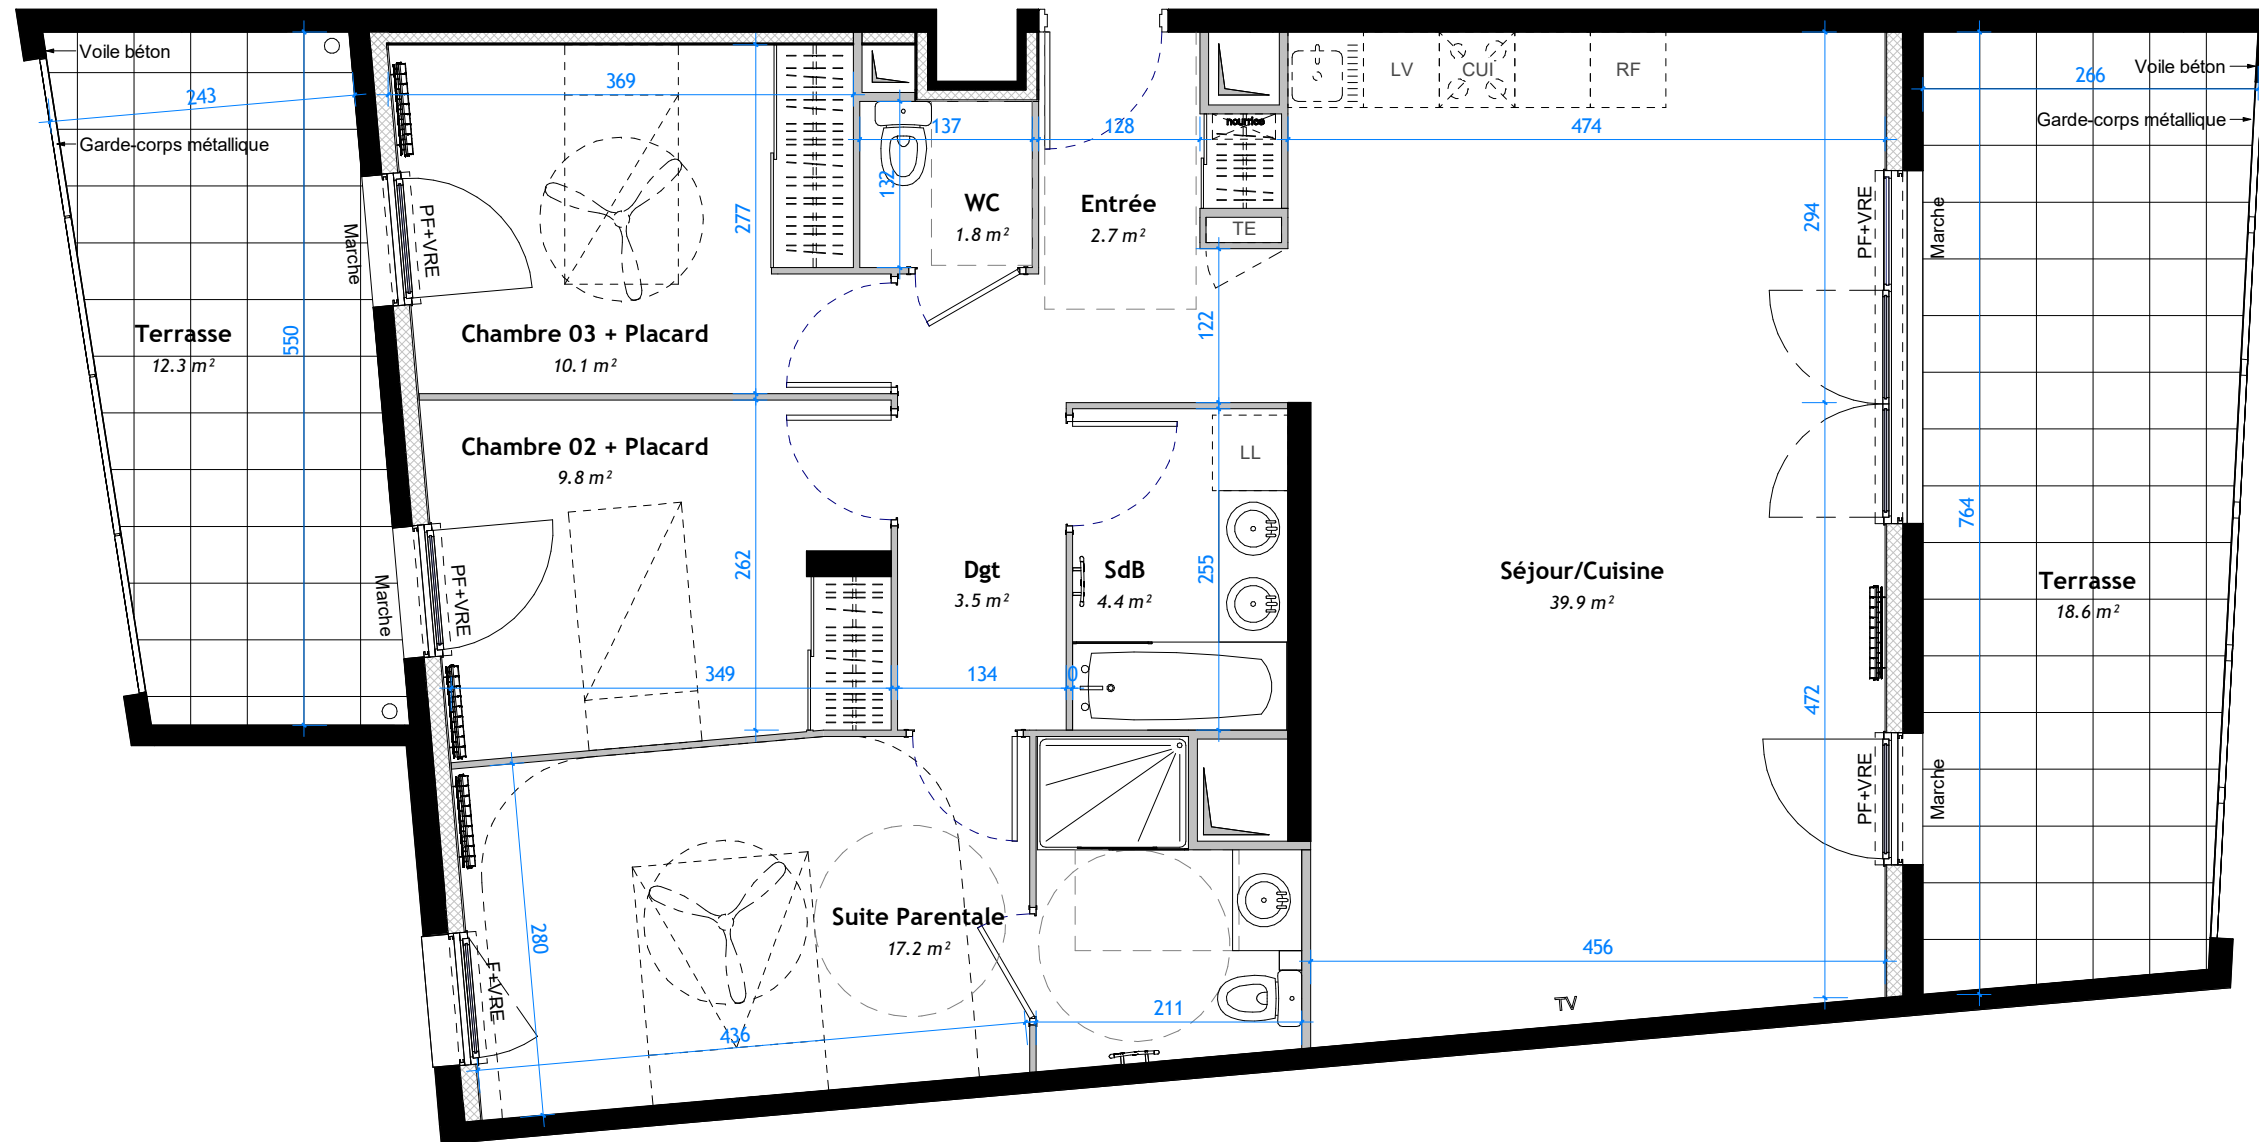 Voile béton
243
Garde-corps métallique
Terrasse
12.3 m²
550
Marche
PF+VRE
369
277
Chambre 03 + Placard
10.1 m²
137
132
WC
1.8 m²
128
Entrée
2.7 m²
nourrice
TE
122
LV
CUI
RF
474
294
PF+VRE
Marche
266
Voile béton
Garde-corps métallique
Chambre 02 + Placard
9.8 m²
262
Marche
PF+VRE
349
Dgt
3.5 m²
134
0
SdB
4.4 m²
LL
255
Séjour/Cuisine
39.9 m²
472
764
Terrasse
18.6 m²
PF+VRE
Marche
Suite Parentale
17.2 m²
280
F+VRE
436
211
456
TV